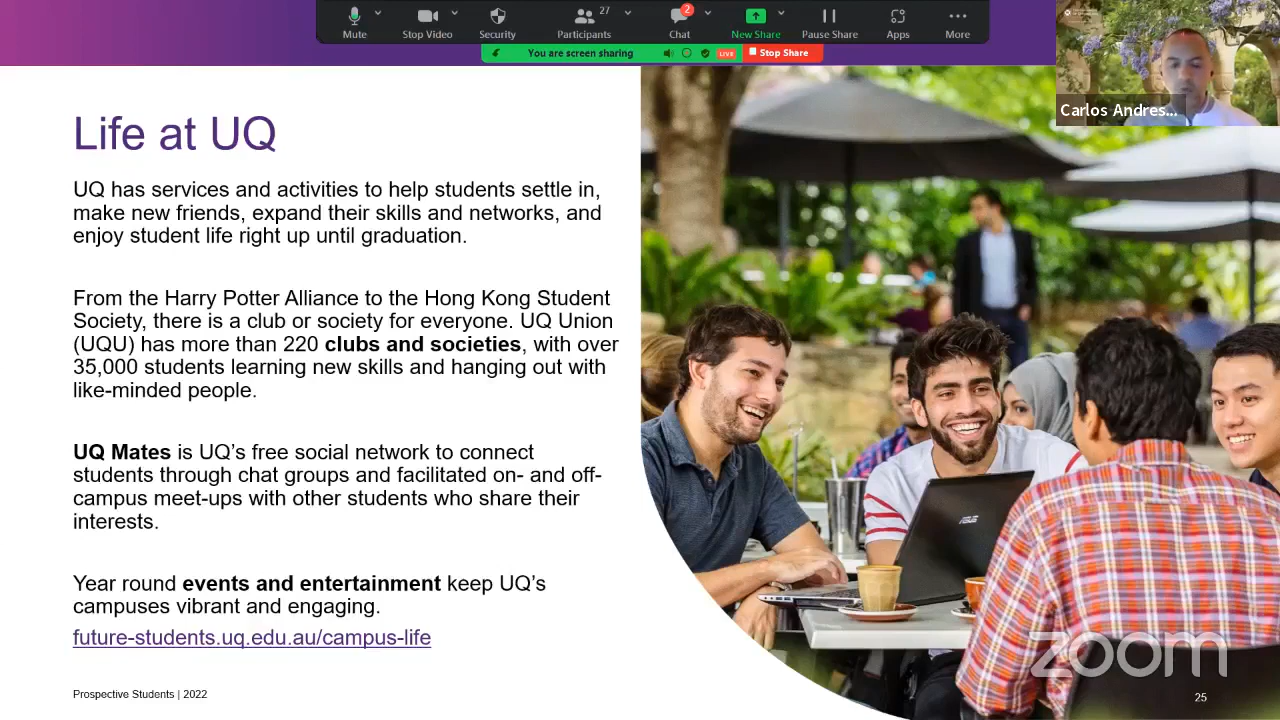 27
2
Mute
Stop Video
Security
Participants
Chat
New Share
Pause Share
Apps
More
You are screen sharing
LIVE
Stop Share
Carlos Andres...
Life at UQ
UQ has services and activities to help students settle in,
make new friends, expand their skills and networks, and
enjoy student life right up until graduation.
From the Harry Potter Alliance to the Hong Kong Student
Society, there is a club or society for everyone. UQ Union
(UQU) has more than 220 clubs and societies, with over
35,000 students learning new skills and hanging out with
like-minded people.
UQ Mates is UQ’s free social network to connect
students through chat groups and facilitated on- and off-
campus meet-ups with other students who share their
interests.
Year round events and entertainment keep UQ’s
campuses vibrant and engaging.
future-students.uq.edu.au/campus-life
ASUS
zoom
Prospective Students | 2022
25